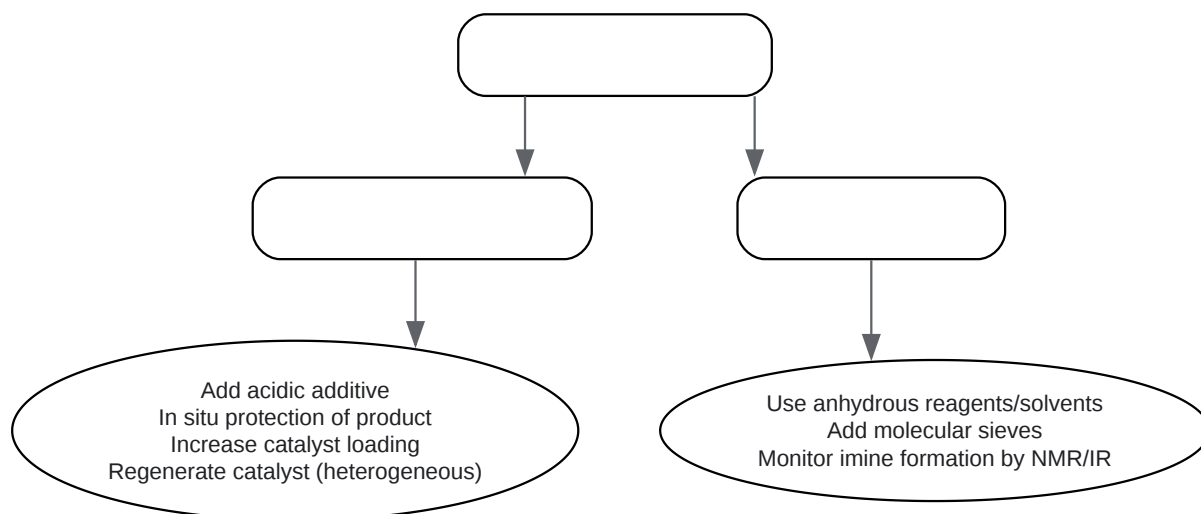 Add acidic additive
In situ protection of product
Increase catalyst loading
Regenerate catalyst (heterogeneous)
Use anhydrous reagents/solvents
Add molecular sieves
Monitor imine formation by NMR/IR